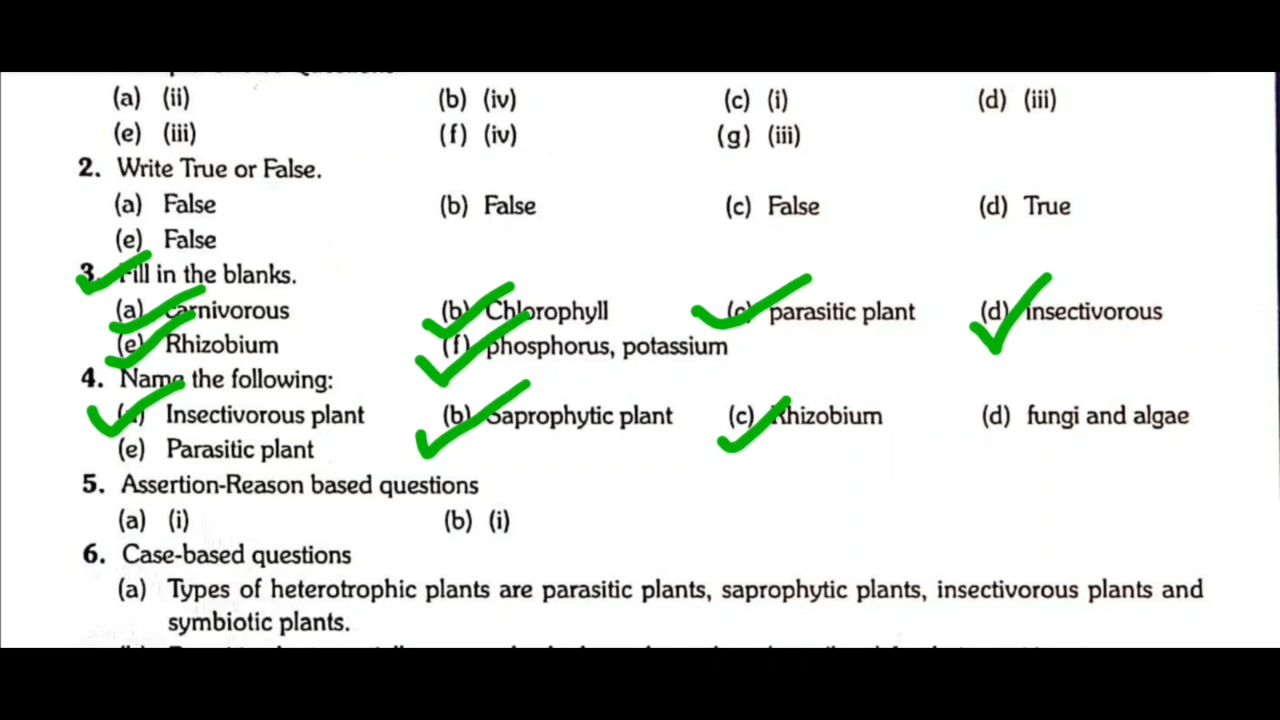 (a) (ii) (b) (iv) (c) (i) (d) (iii)
(e) (iii) (f) (iv) (g) (iii)
2. Write True or False.
(a) False (b) False (c) False (d) True
(e) False
3. Fill in the blanks.
(a) carnivorous (b) Chlorophyll (c) parasitic plant (d) insectivorous
(e) Rhizobium (f) phosphorus, potassium
4. Name the following:
(a) Insectivorous plant (b) Saprophytic plant (c) Rhizobium (d) fungi and algae
(e) Parasitic plant
5. Assertion-Reason based questions
(a) (i) (b) (i)
6. Case-based questions
(a) Types of heterotrophic plants are parasitic plants, saprophytic plants, insectivorous plants and
symbiotic plants.